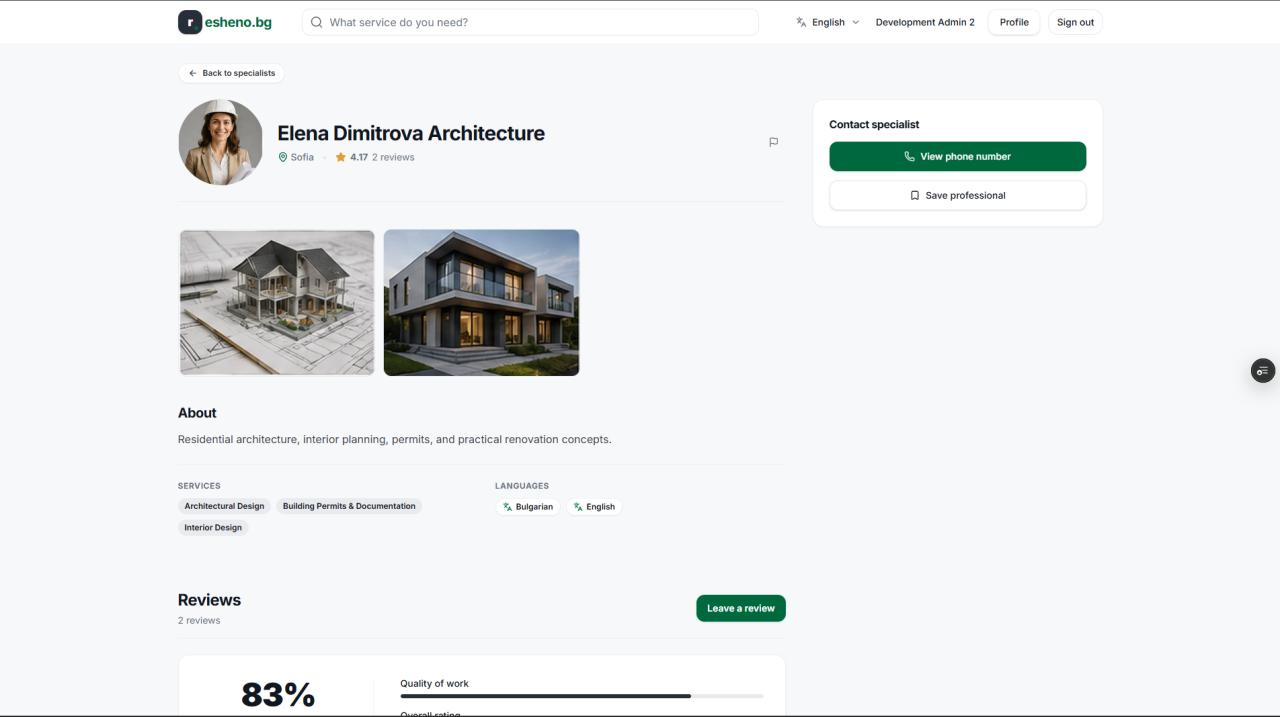 resheno.bg
What service do you need?
English
Development Admin 2
Profile
Sign out
Back to specialists
Elena Dimitrova Architecture
Sofia
4.17 2 reviews
Contact specialist
View phone number
Save professional
About
Residential architecture, interior planning, permits, and practical renovation concepts.
SERVICES
Architectural Design
Building Permits & Documentation
Interior Design
LANGUAGES
Bulgarian
English
Reviews
2 reviews
Leave a review
83%
Quality of work
Overall rating